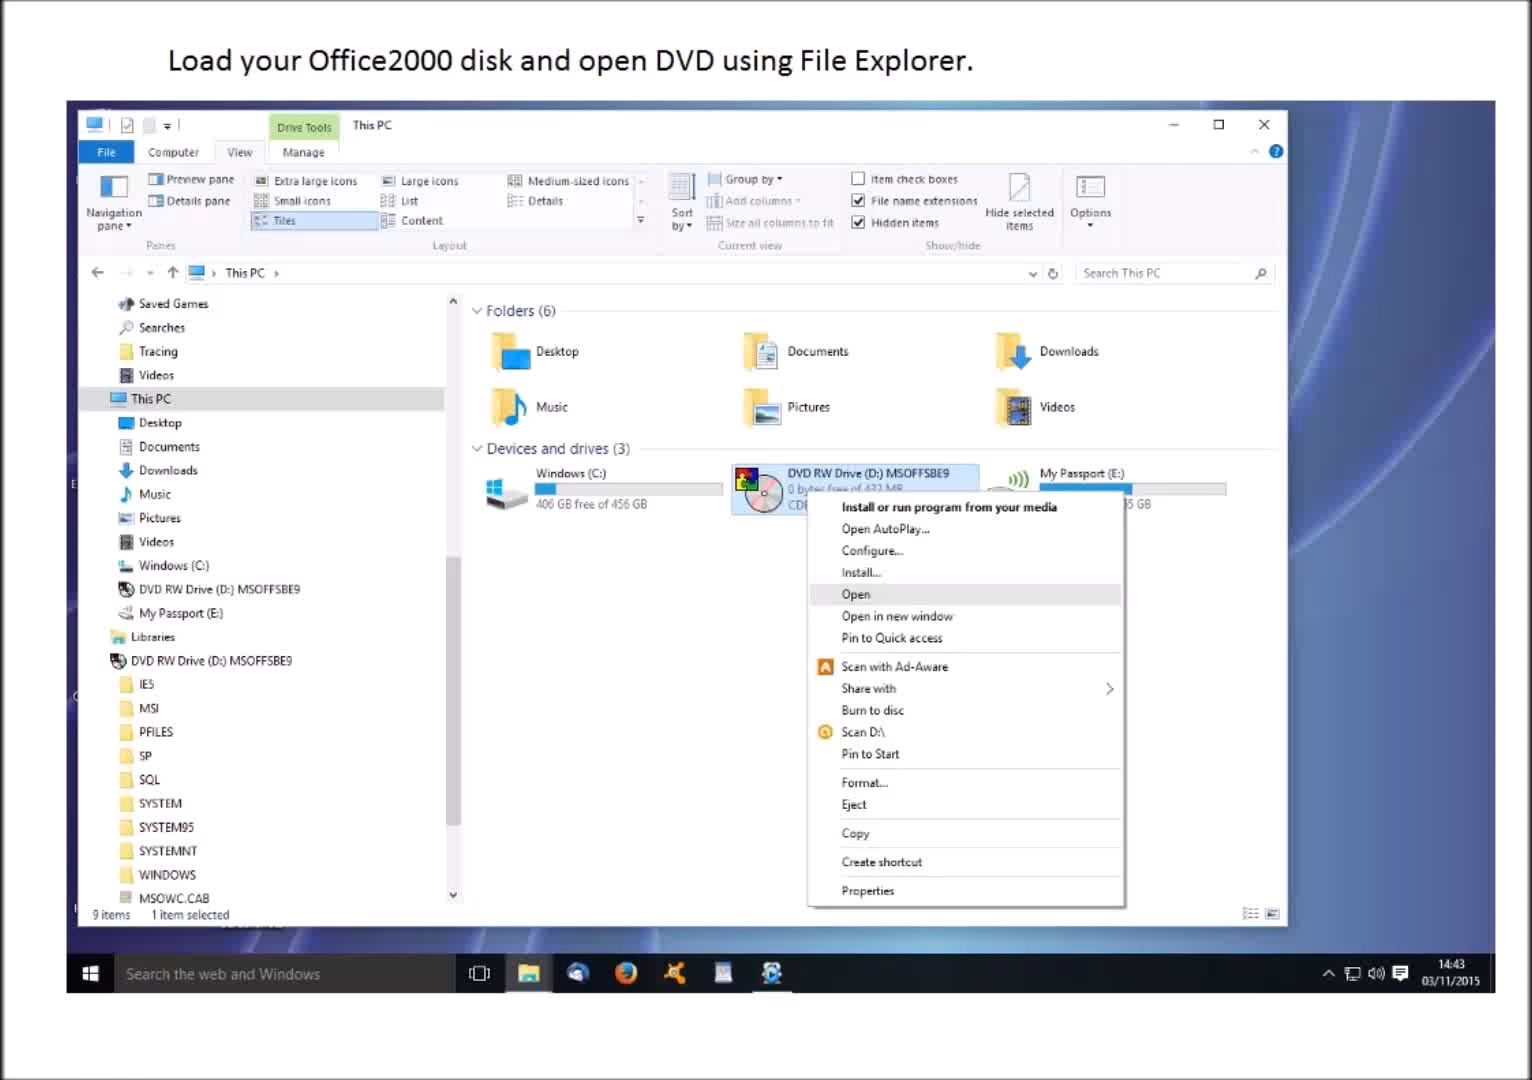 Load your Office2000 disk and open DVD using File Explorer.
Drive Tools This PC
File Computer View Manage
Navigation pane
Preview pane
Details pane
Panes
Extra large icons Large icons Medium-sized icons
Small icons List Details
Tiles Content
Layout
Sort by
Group by
Add columns
Size all columns to fit
Current view
Item check boxes
File name extensions
Hidden items
Hide selected items
Show/hide
Options
This PC
Search This PC
Saved Games
Searches
Tracing
Videos
This PC
Desktop
Documents
Downloads
Music
Pictures
Videos
Windows (C:)
DVD RW Drive (D:) MSOFFSBE9
My Passport (E:)
Libraries
DVD RW Drive (D:) MSOFFSBE9
IE5
MSI
PFILES
SP
SQL
SYSTEM
SYSTEM95
SYSTEMNT
WINDOWS
MSOWC.CAB
9 items 1 item selected
Folders (6)
Desktop Documents Downloads
Music Pictures Videos
Devices and drives (3)
Windows (C:)
406 GB free of 456 GB
DVD RW Drive (D:) MSOFFSBE9
0 bytes free of 432 MB
My Passport (E:)
GB
Install or run program from your media
Open AutoPlay...
Configure...
Install...
Open
Open in new window
Pin to Quick access
Scan with Ad-Aware
Share with
Burn to disc
Scan D:\
Pin to Start
Format...
Eject
Copy
Create shortcut
Properties
Search the web and Windows
14:43
03/11/2015